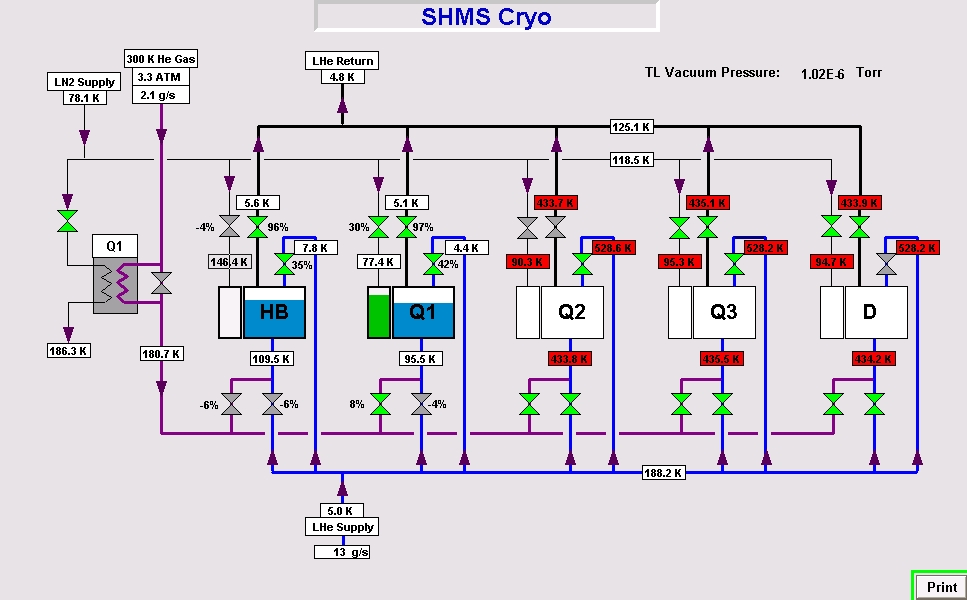 SHMS Cryo
TL Vacuum Pressure: 1.02E-6 Torr
LN2 Supply
78.1 K
300 K He Gas
3.3 ATM
2.1 g/s
LHe Return
4.8 K
125.1 K
118.5 K
5.6 K
5.1 K
433.7 K
435.1 K
433.9 K
-4%
96%
30%
97%
7.8 K
4.4 K
528.6 K
528.2 K
528.2 K
146.4 K
35%
77.4 K
42%
90.3 K
95.3 K
94.7 K
Q1
HB
Q1
Q2
Q3
D
186.3 K
180.7 K
109.5 K
95.5 K
433.8 K
435.5 K
434.2 K
-6%
-6%
8%
-4%
188.2 K
5.0 K
LHe Supply
13 g/s
Print